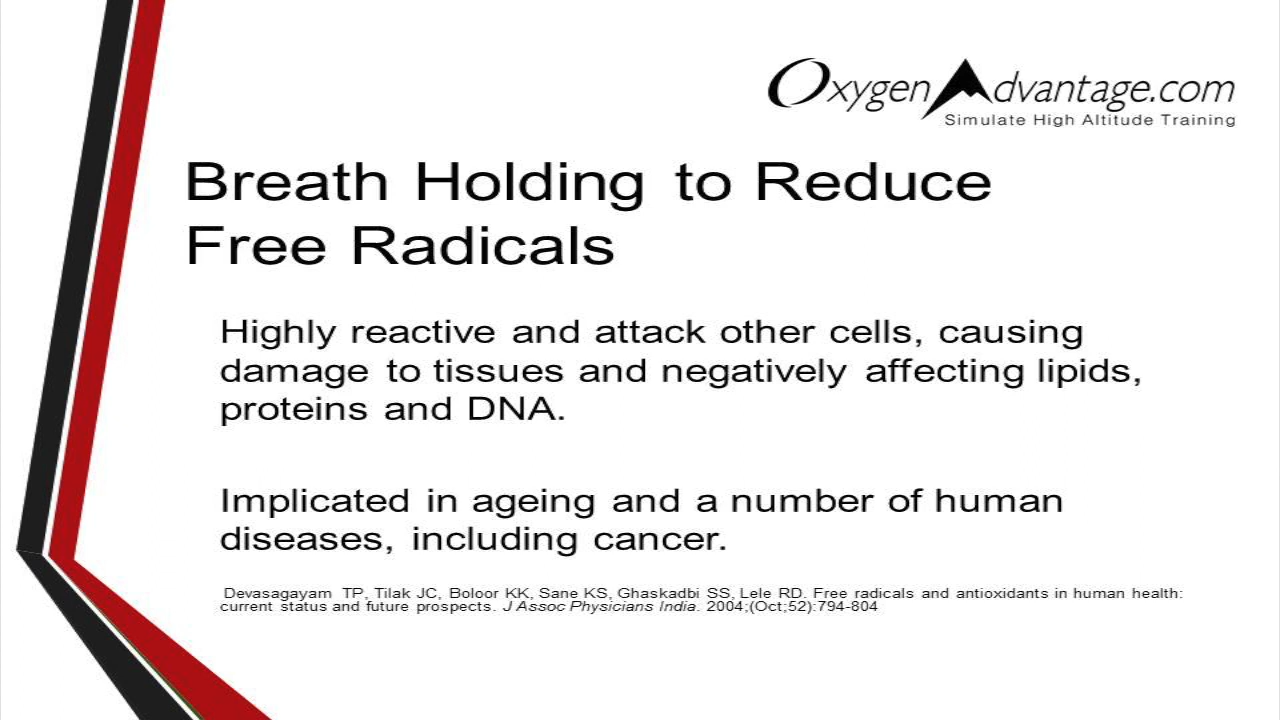 OxygenAdvantage.com
Simulate High Altitude Training
Breath Holding to Reduce
Free Radicals
Highly reactive and attack other cells, causing
damage to tissues and negatively affecting lipids,
proteins and DNA.
Implicated in ageing and a number of human
diseases, including cancer.
Devasagayam TP, Tilak JC, Boloor KK, Sane KS, Ghaskadbi SS, Lele RD. Free radicals and antioxidants in human health:
current status and future prospects. J Assoc Physicians India. 2004;(Oct;52):794-804